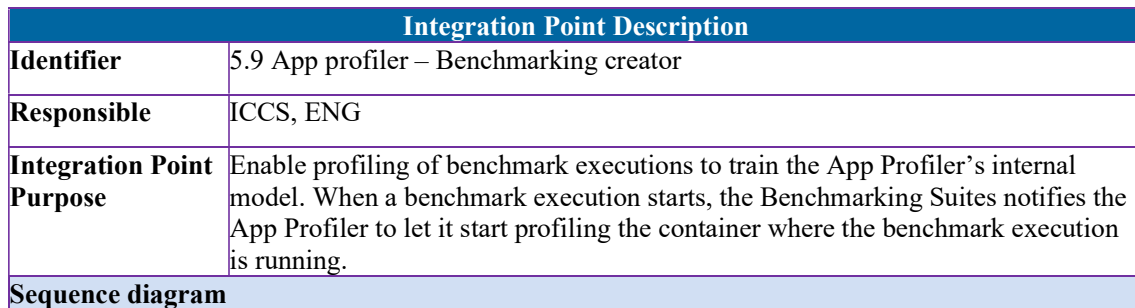 Integration Point Description
Identifier 5.9 App profiler – Benchmarking creator
Responsible ICCS, ENG
Integration Point Purpose Enable profiling of benchmark executions to train the App Profiler’s internal
model. When a benchmark execution starts, the Benchmarking Suites notifies the
App Profiler to let it start profiling the container where the benchmark execution
is running.
Sequence diagram